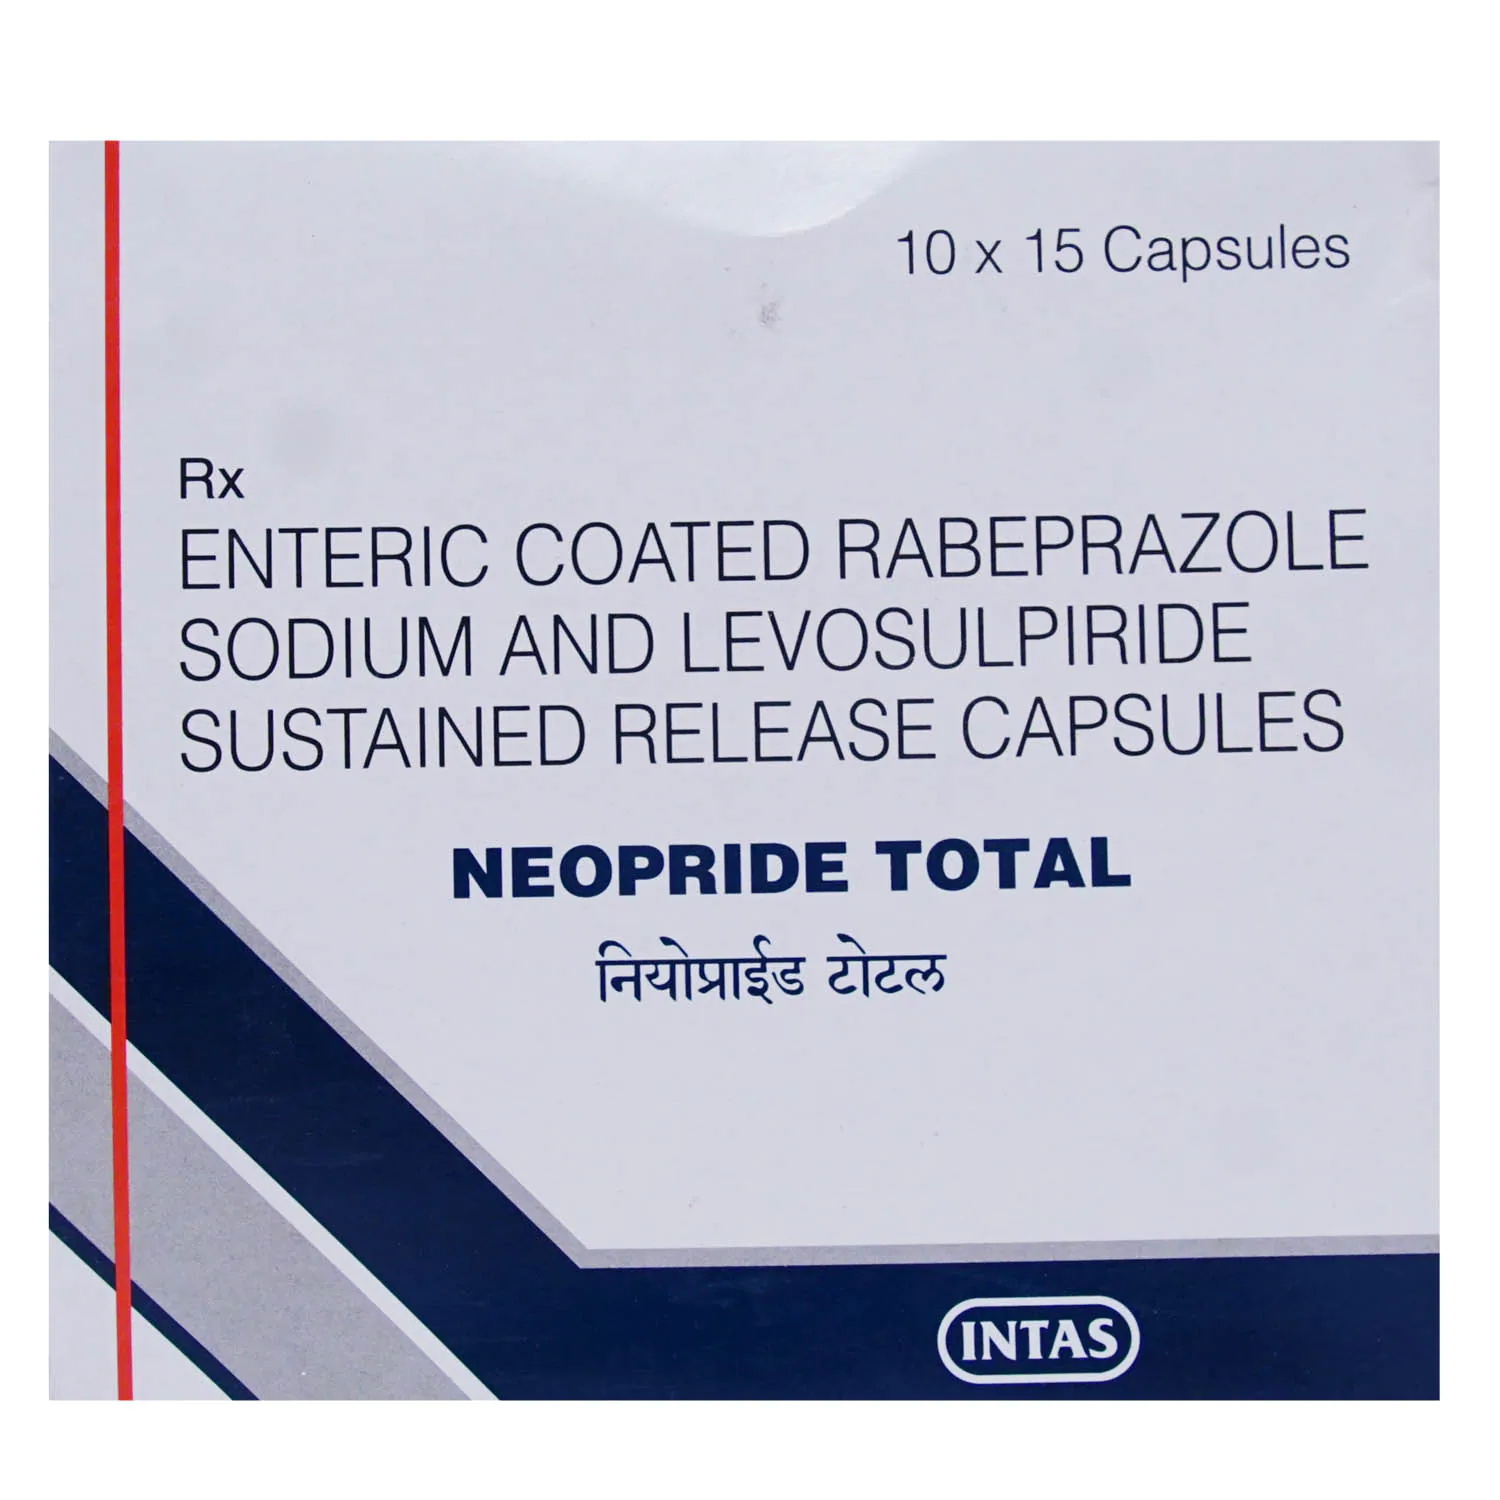 10 x 15 Capsules
Rx
ENTERIC COATED RABEPRAZOLE
SODIUM AND LEVOSULPIRIDE
SUSTAINED RELEASE CAPSULES
NEOPRIDE TOTAL
नियोप्राईड टोटल
INTAS